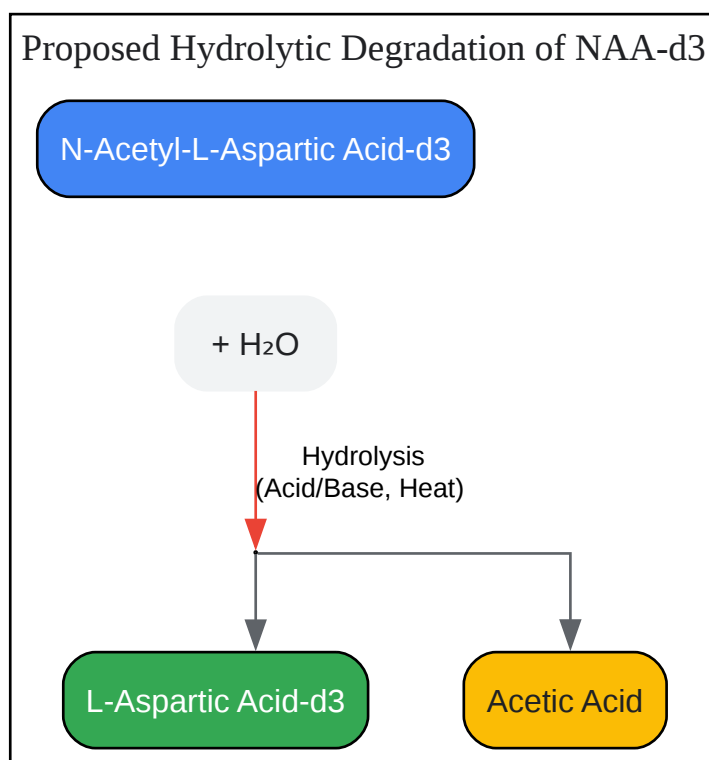 Proposed Hydrolytic Degradation of NAA-d3
N-Acetyl-L-Aspartic Acid-d3
+ H₂O
Hydrolysis
(Acid/Base, Heat)
L-Aspartic Acid-d3
Acetic Acid